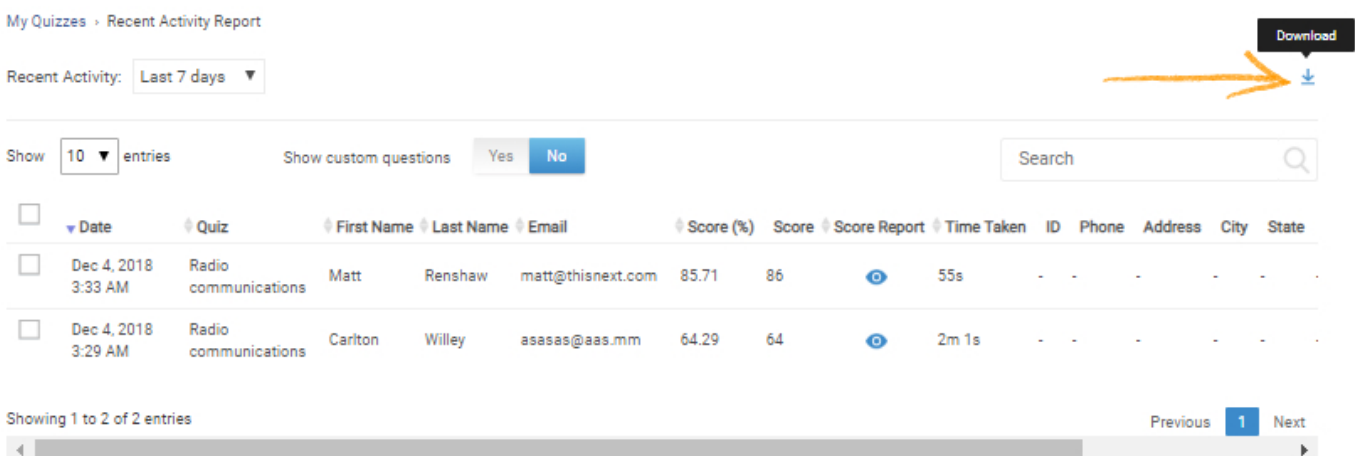 My Quizzes › Recent Activity Report
Download
Recent Activity: Last 7 days
Show 10 entries Show custom questions Yes No Search
Date Quiz First Name Last Name Email Score (%) Score Score Report Time Taken ID Phone Address City State
Dec 4, 2018 Radio
3:33 AM communications Matt Renshaw matt@thisnext.com 85.71 86 55s - - - - -
Dec 4, 2018 Radio
3:29 AM communications Carlton Willey asasas@aas.mm 64.29 64 2m 1s - - - - -
Showing 1 to 2 of 2 entries Previous 1 Next